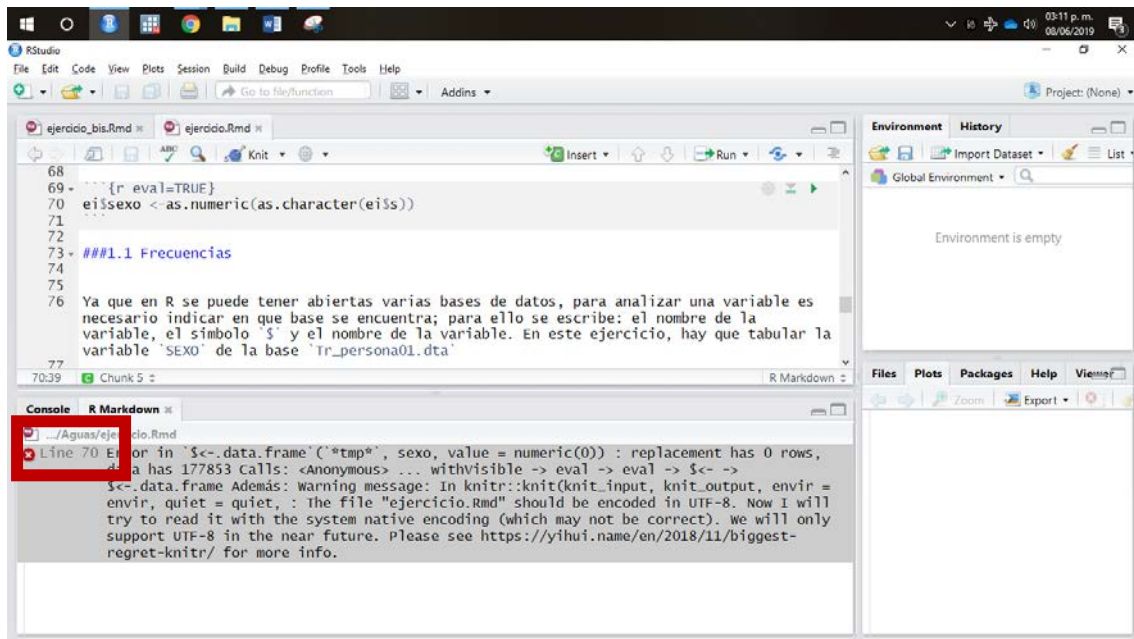 03:11 p. m.
08/06/2019
RStudio
File Edit Code View Plots Session Build Debug Profile Tools Help
Go to file/function
Addins
Project: (None)
ejercicio_bis.Rmd
ejercicio.Rmd
ABC
Knit
Insert
Run
68
69 ```{r eval=TRUE}
70 ei$sexo <-as.numeric(as.character(ei$s))
71 ```
72
73 ###1.1 Frecuencias
74
75
76 Ya que en R se puede tener abiertas varias bases de datos, para analizar una variable es
necesario indicar en que base se encuentra; para ello se escribe: el nombre de la
variable, el símbolo `$` y el nombre de la variable. En este ejercicio, hay que tabular la
variable `SEXO` de la base `Tr_persona01.dta`
77
70:39 Chunk 5
R Markdown
Console R Markdown
.../Aguas/ejercicio.Rmd
Line 70 Error in `$<-.data.frame`(`*tmp*`, sexo, value = numeric(0)) : replacement has 0 rows,
data has 177853 Calls: <Anonymous> ... withVisible -> eval -> eval -> $<- ->
$<-.data.frame Además: Warning message: In knitr::knit(knit_input, knit_output, envir =
envir, quiet = quiet, : The file "ejercicio.Rmd" should be encoded in UTF-8. Now I will
try to read it with the system native encoding (which may not be correct). We will only
support UTF-8 in the near future. Please see https://yihui.name/en/2018/11/biggest-
regret-knitr/ for more info.
Environment History
Import Dataset
List
Global Environment
Environment is empty
Files Plots Packages Help Viewer
Zoom Export